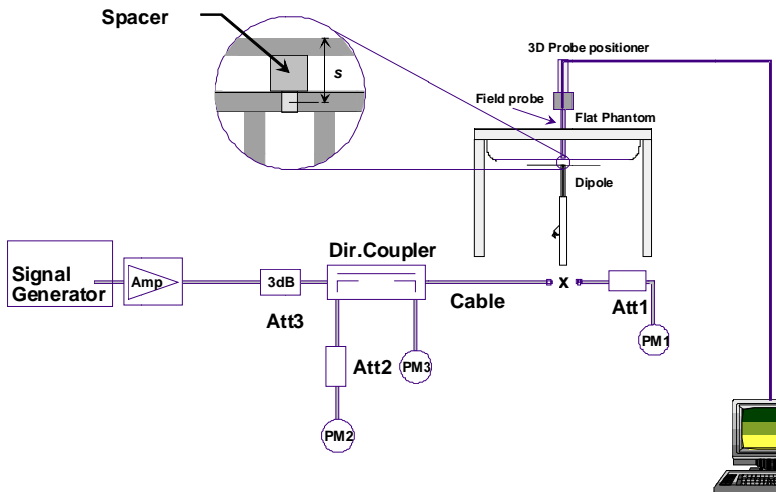 Spacer
s
3D Probe positioner
Field probe
Flat Phantom
Dipole
Signal
Generator
Amp
3dB
Att3
Dir.Coupler
Cable
x
Att1
PM1
Att2
PM3
PM2